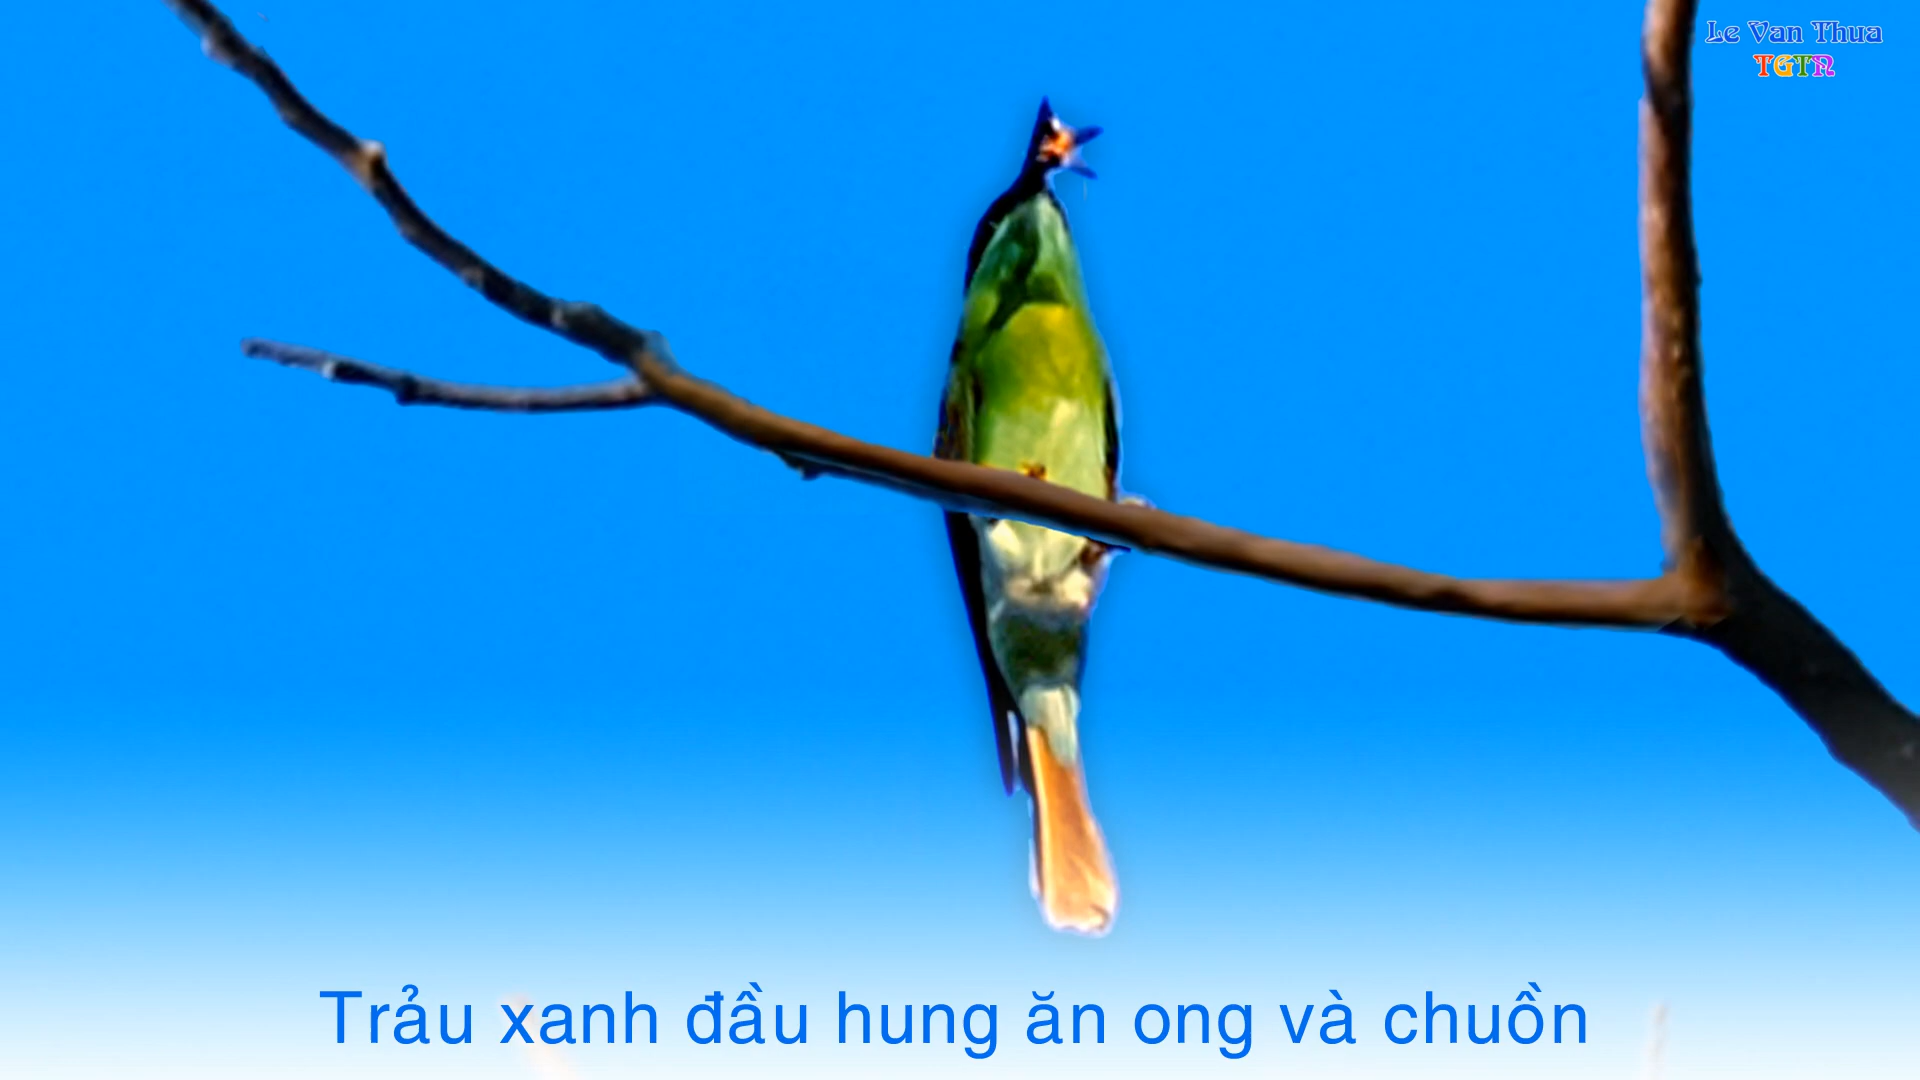 Le Van Thua
TGTN
Trảu xanh đầu hung ăn ong và chuồn